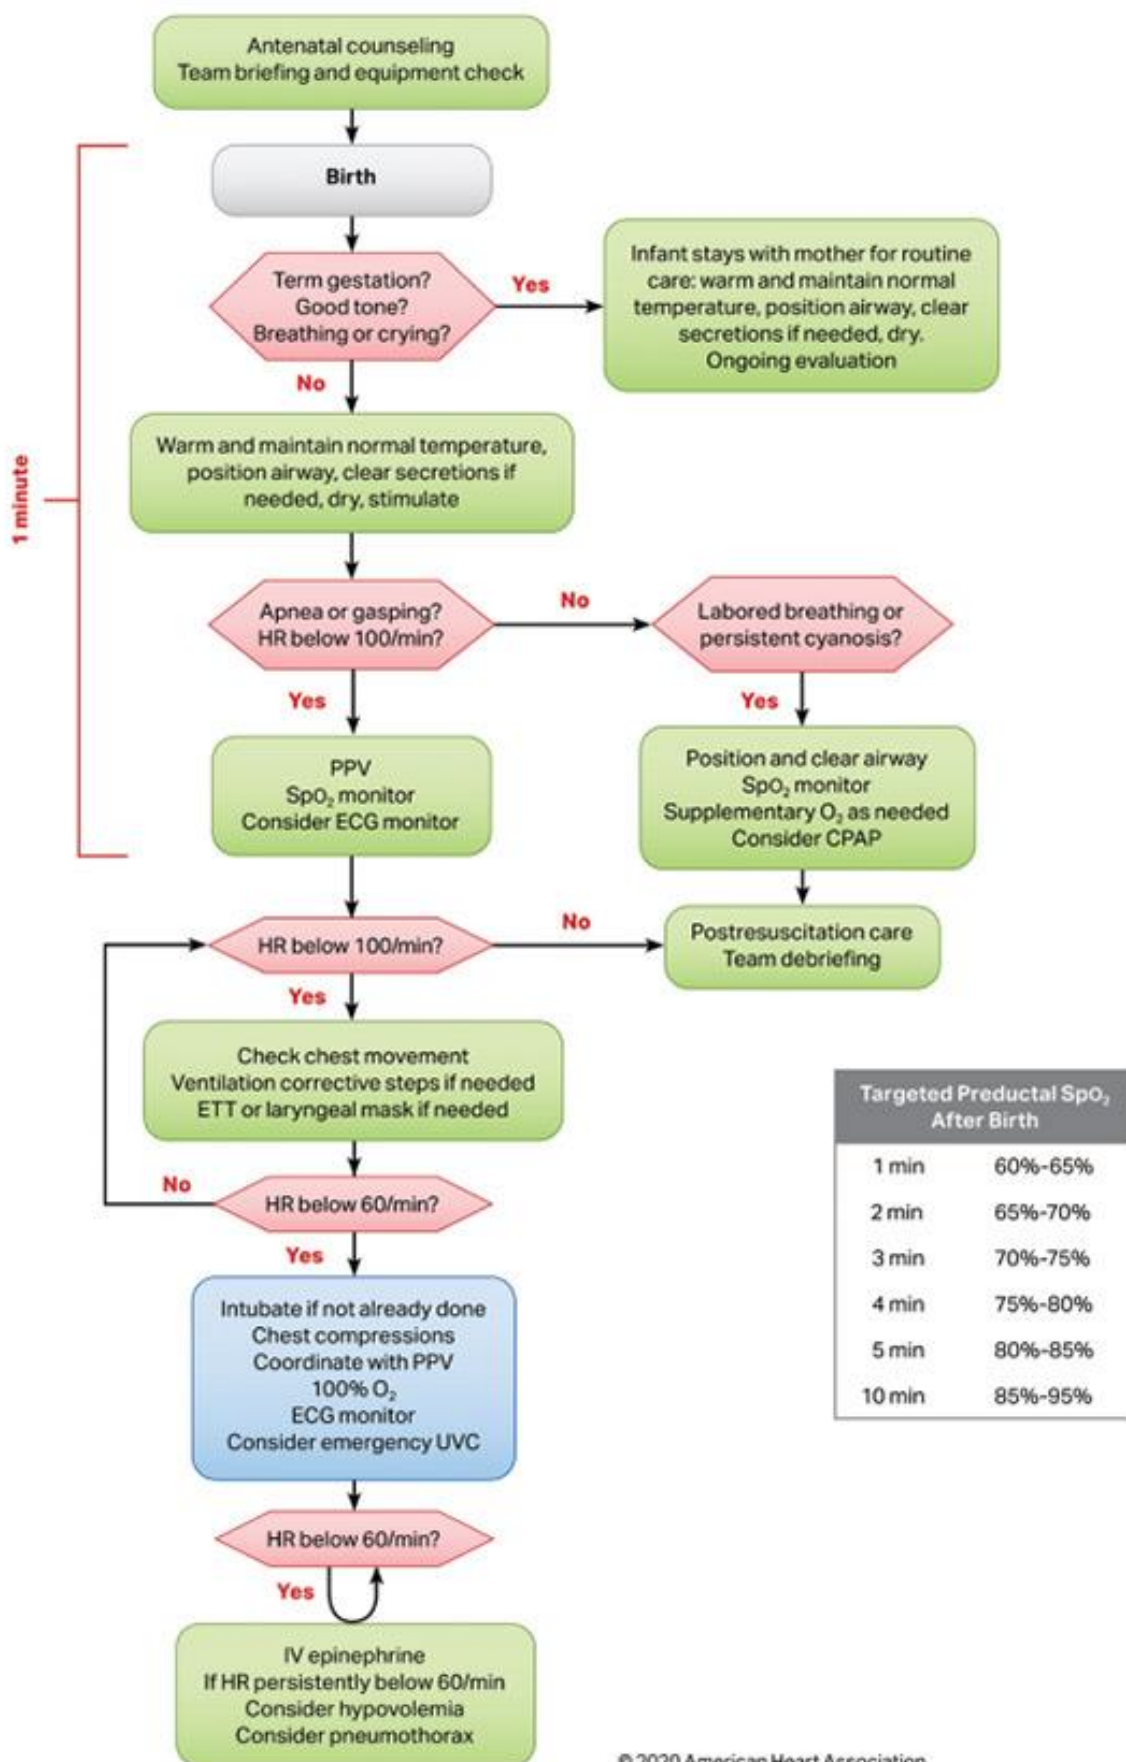 Antenatal counseling
Team briefing and equipment check
Birth
Term gestation?
Good tone?
Breathing or crying?
Yes
Infant stays with mother for routine
care: warm and maintain normal
temperature, position airway, clear
secretions if needed, dry.
Ongoing evaluation
No
1 minute
Warm and maintain normal temperature,
position airway, clear secretions if
needed, dry, stimulate
Apnea or gasping?
HR below 100/min?
No
Labored breathing or
persistent cyanosis?
Yes
Yes
PPV
SpO₂ monitor
Consider ECG monitor
Position and clear airway
SpO₂ monitor
Supplementary O₂ as needed
Consider CPAP
HR below 100/min?
No
Postresuscitation care
Team debriefing
Yes
Check chest movement
Ventilation corrective steps if needed
ETT or laryngeal mask if needed
No
HR below 60/min?
Yes
Intubate if not already done
Chest compressions
Coordinate with PPV
100% O₂
ECG monitor
Consider emergency UVC
HR below 60/min?
Yes
IV epinephrine
If HR persistently below 60/min
Consider hypovolemia
Consider pneumothorax
Targeted Preductal SpO₂
After Birth
1 min 60%-65%
2 min 65%-70%
3 min 70%-75%
4 min 75%-80%
5 min 80%-85%
10 min 85%-95%
© 2020 American Heart Association